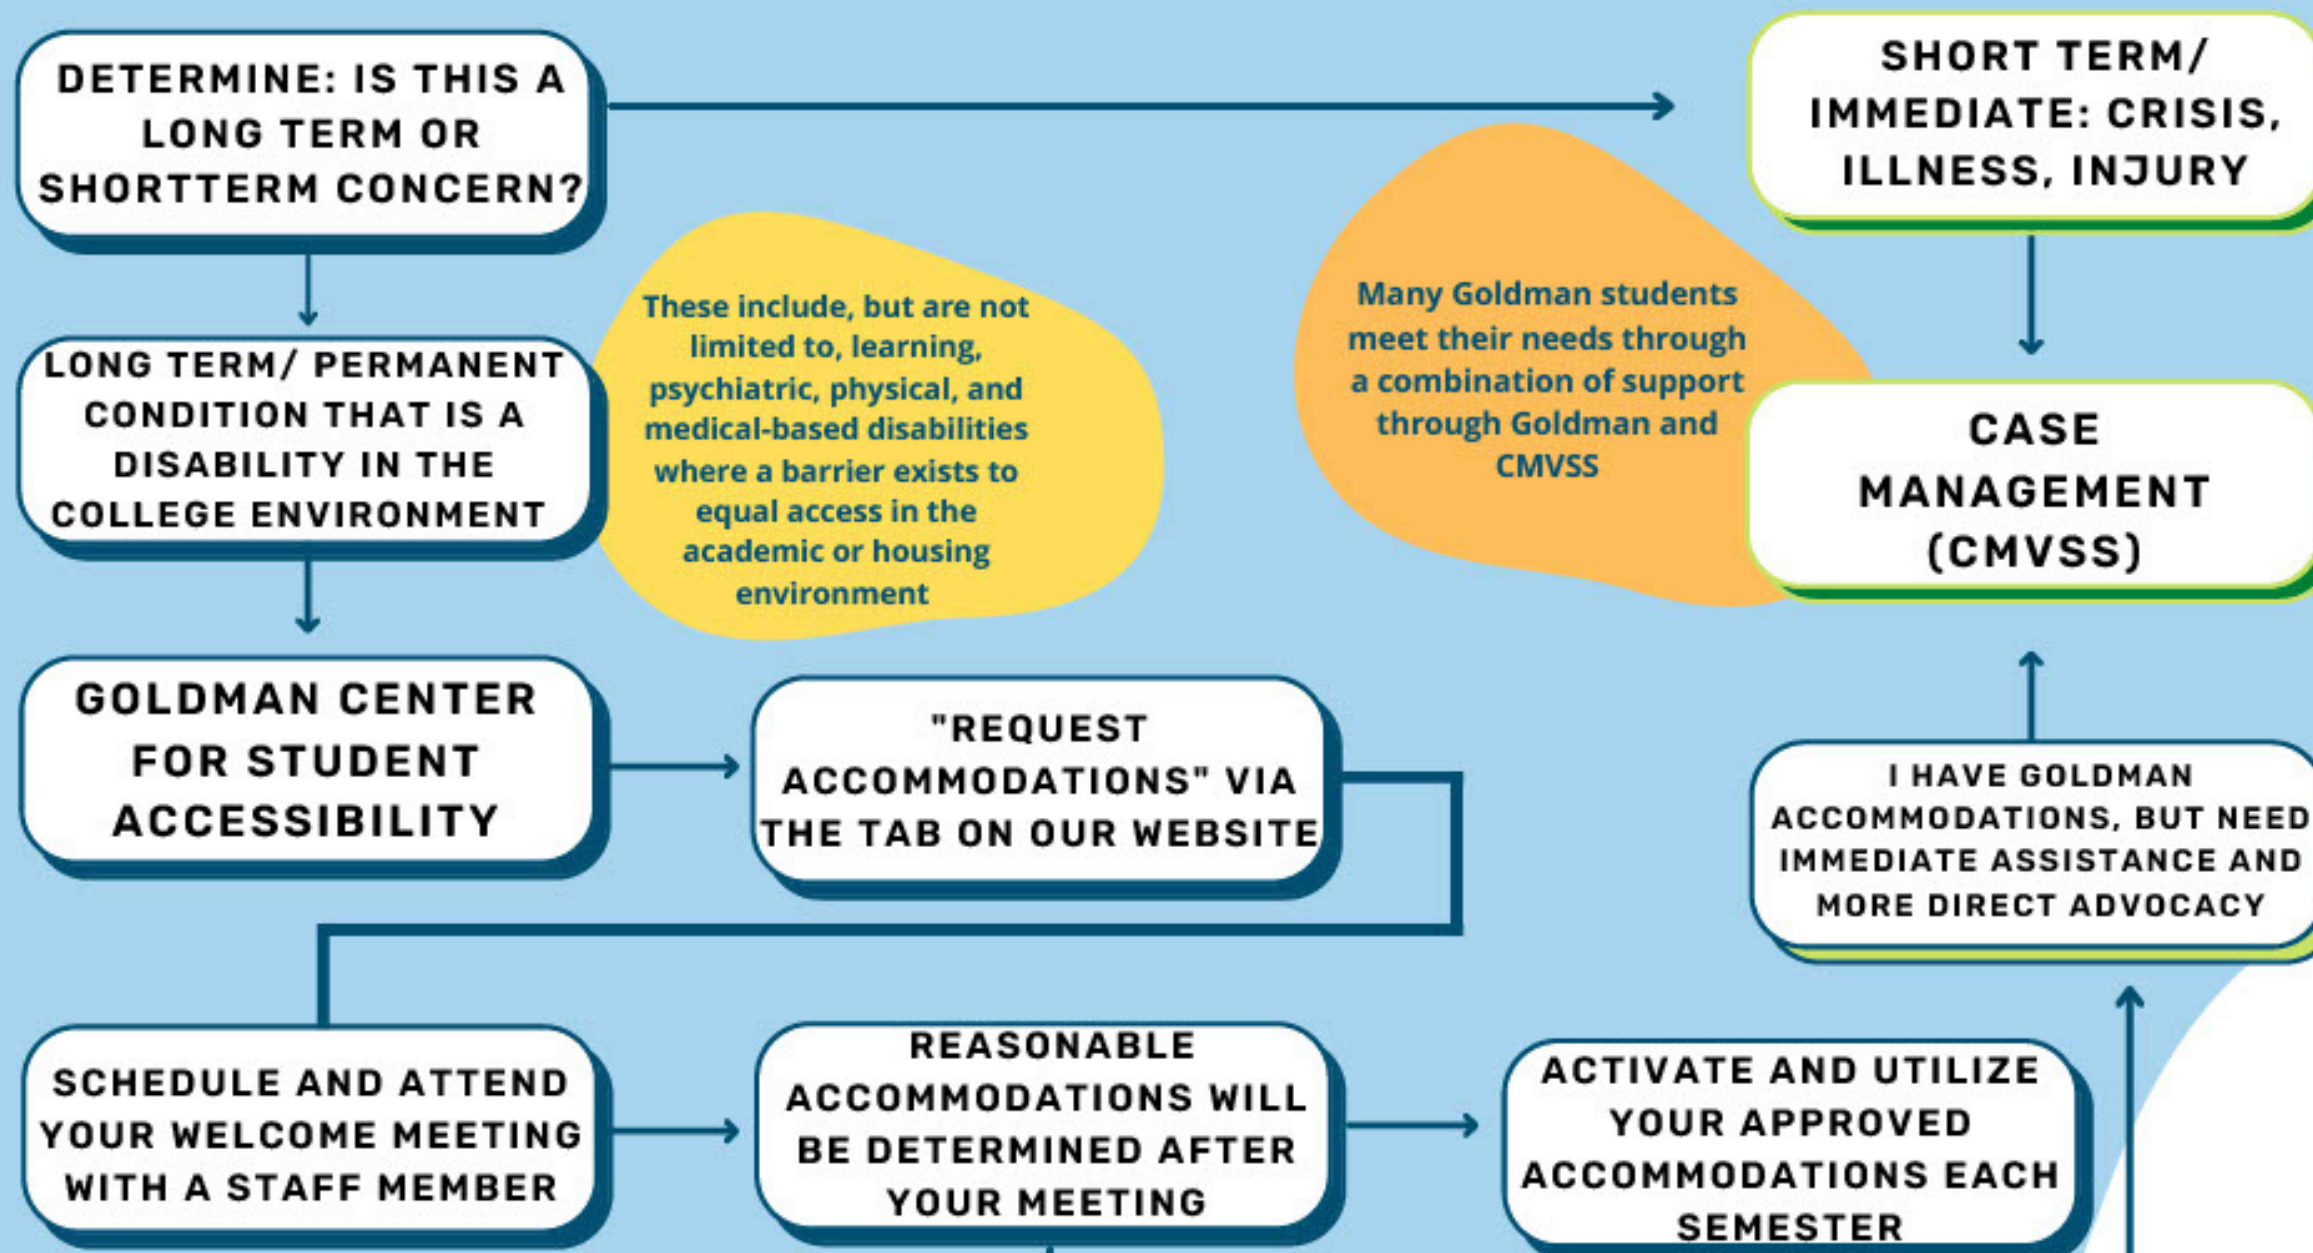 DETERMINE: IS THIS A
LONG TERM OR
SHORTTERM CONCERN?
SHORT TERM/
IMMEDIATE: CRISIS,
ILLNESS, INJURY
LONG TERM/ PERMANENT
CONDITION THAT IS A
DISABILITY IN THE
COLLEGE ENVIRONMENT
These include, but are not
limited to, learning,
psychiatric, physical, and
medical-based disabilities
where a barrier exists to
equal access in the
academic or housing
environment
Many Goldman students
meet their needs through
a combination of support
through Goldman and
CMVSS
CASE
MANAGEMENT
(CMVSS)
GOLDMAN CENTER
FOR STUDENT
ACCESSIBILITY
"REQUEST
ACCOMMODATIONS" VIA
THE TAB ON OUR WEBSITE
I HAVE GOLDMAN
ACCOMMODATIONS, BUT NEED
IMMEDIATE ASSISTANCE AND
MORE DIRECT ADVOCACY
SCHEDULE AND ATTEND
YOUR WELCOME MEETING
WITH A STAFF MEMBER
REASONABLE
ACCOMMODATIONS WILL
BE DETERMINED AFTER
YOUR MEETING
ACTIVATE AND UTILIZE
YOUR APPROVED
ACCOMMODATIONS EACH
SEMESTER